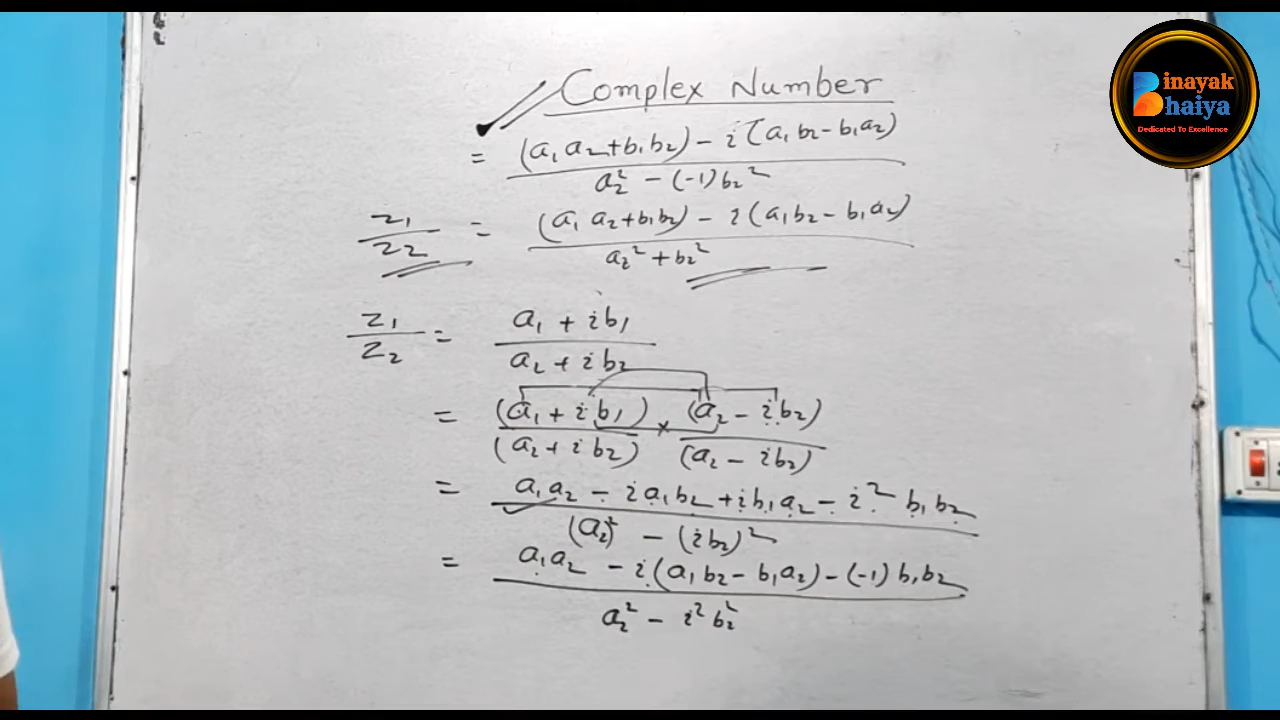 Complex Number
= (a₁a₂+b₁b₂) - i(a₁b₂ - b₁a₂)
a₂² - (-1)b₂²
z₁/z₂ = (a₁a₂+b₁b₂) - i(a₁b₂ - b₁a₂)
a₂² + b₂²
z₁/z₂ = a₁ + ib₁
a₂ + ib₂
= (a₁ + ib₁) × (a₂ - ib₂)
(a₂ + ib₂) (a₂ - ib₂)
= a₁a₂ - ia₁b₂ + ib₁a₂ - i² b₁b₂
(a₂)² - (ib₂)²
= a₁a₂ - i(a₁b₂ - b₁a₂) - (-1) b₁b₂
a₂² - i²b₂²
Binayak
Bhaiya
Dedicated To Excellence